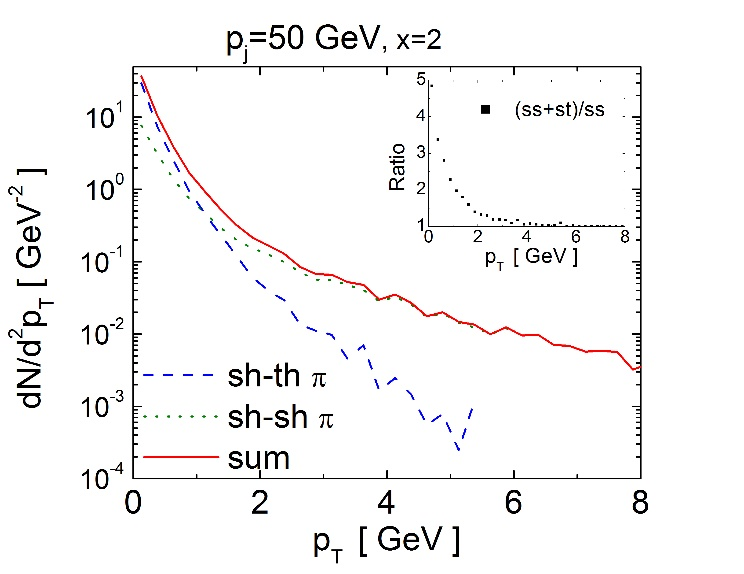 p_j=50 GeV, x=2
10^1
10^0
10^-1
10^-2
10^-3
10^-4
dN/d^2p_T [ GeV^-2 ]
0 2 4 6 8
p_T [ GeV ]
sh-th π
sh-sh π
sum
5
4
3
2
1
Ratio
(ss+st)/ss
0 2 4 6 8
p_T [ GeV ]